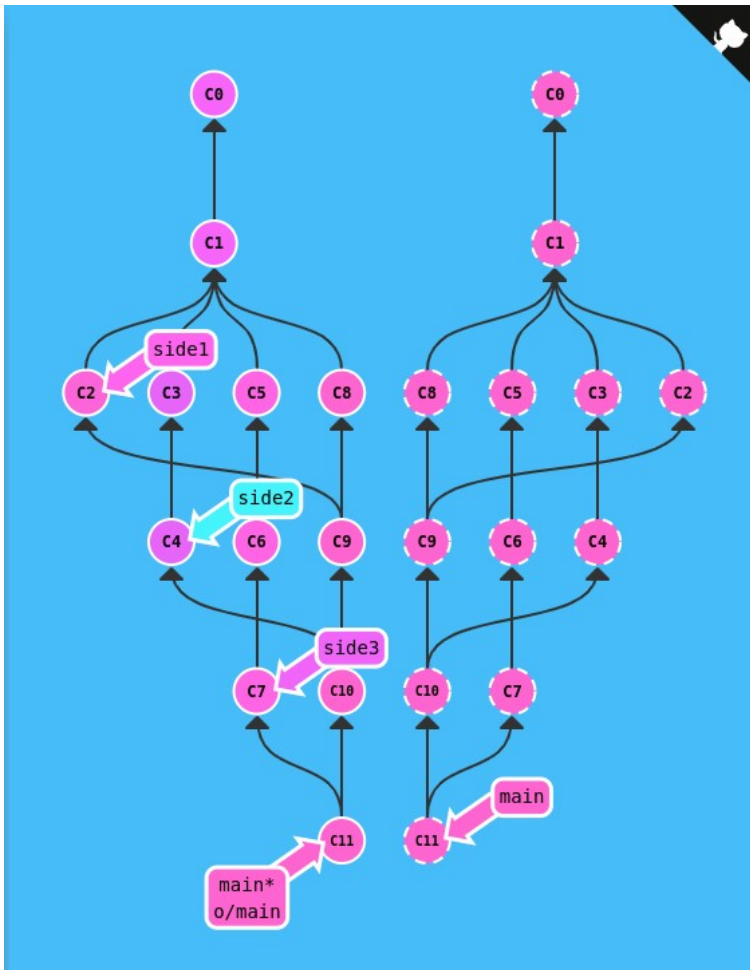 C0
C0
C1
C1
side1
C2
C3
C5
C8
C8
C5
C3
C2
side2
C4
C6
C9
C9
C6
C4
side3
C7
C10
C10
C7
main
C11
C11
main*
o/main